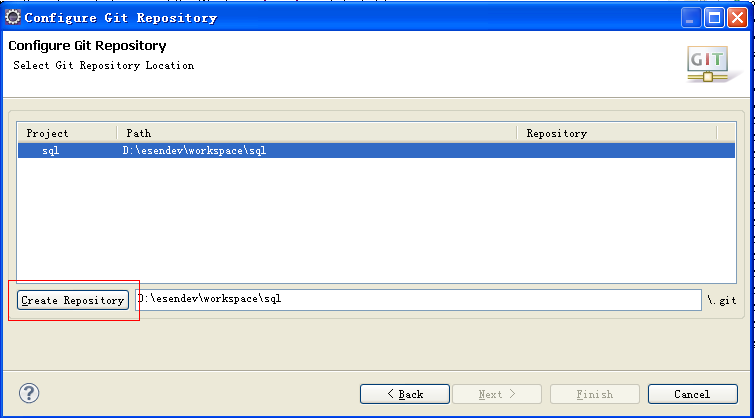 Configure Git Repository
Configure Git Repository
Select Git Repository Location
GIT
Project Path Repository
sql D:\esendev\workspace\sql
Create Repository D:\esendev\workspace\sql \.git
? < Back Next > Finish Cancel